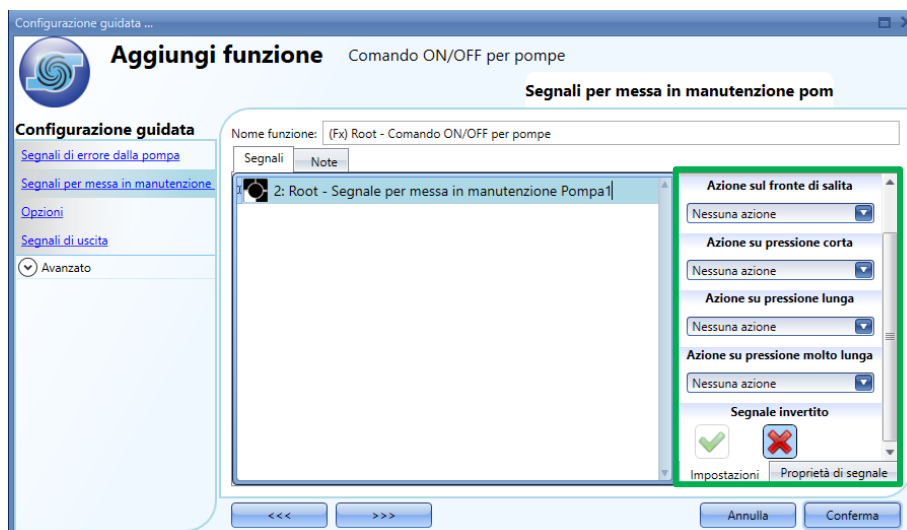 Configurazione guidata ...
Aggiungi funzione Comando ON/OFF per pompe
Segnali per messa in manutenzione pom
Configurazione guidata
Segnali di errore dalla pompa
Segnali per messa in manutenzione
Opzioni
Segnali di uscita
Avanzato
Nome funzione: (Fx) Root - Comando ON/OFF per pompe
Segnali Note
2: Root - Segnale per messa in manutenzione Pompa1
Azione sul fronte di salita
Nessuna azione
Azione su pressione corta
Nessuna azione
Azione su pressione lunga
Nessuna azione
Azione su pressione molto lunga
Nessuna azione
Segnale invertito
Impostazioni Proprietà di segnale
<<< >>> Annulla Conferma